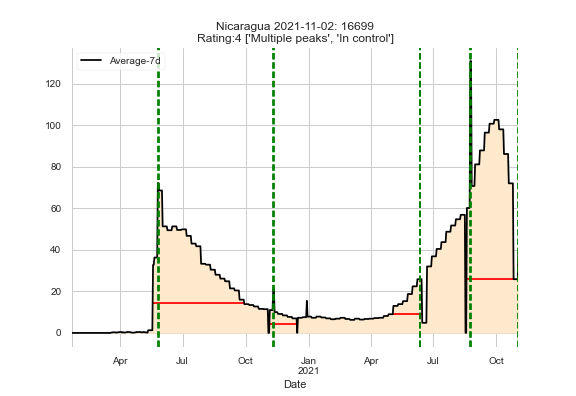 Nicaragua 2021-11-02: 16699
Rating:4 ['Multiple peaks', 'In control']
Average-7d
120
100
80
60
40
20
0
Apr
Jul
Oct
Jan
2021
Apr
Jul
Oct
Date